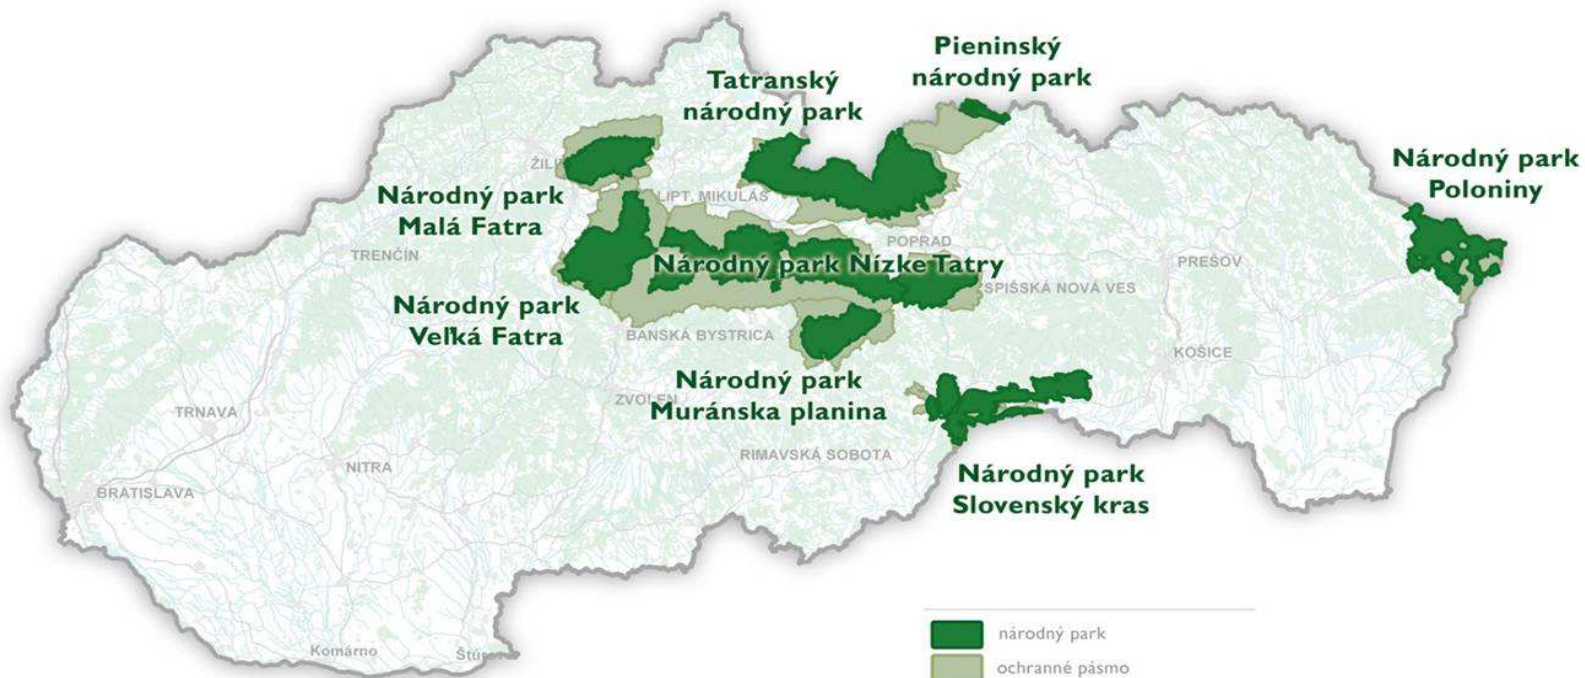 Pieninský
národný park
Tatranský
národný park
Národný park
Poloniny
ŽILI
Národný park
Malá Fatra
LIPT. MIKULÁŠ
TRENČÍN
POPRAD
PREŠOV
Národný park Nízke Tatry
SPIŠSKÁ NOVÁ VES
Národný park
Veľká Fatra
BANSKÁ BYSTRICA
KOŠICE
Národný park
Muránska planina
ZVOLEN
TRNAVA
RIMAVSKÁ SOBOTA
NITRA
Národný park
Slovenský kras
BRATISLAVA
národný park
Komárno
ochranné pásmo